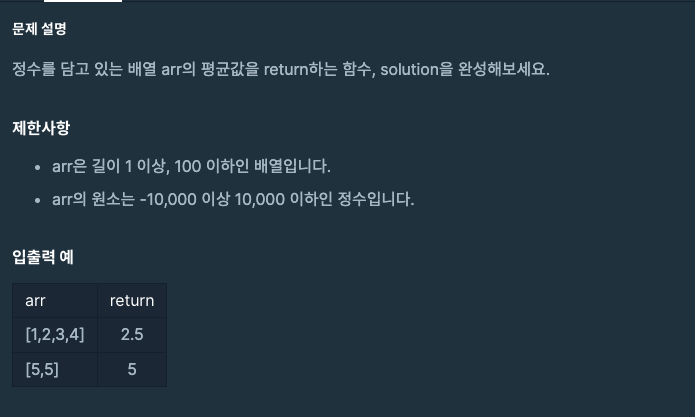 문제 설명
정수를 담고 있는 배열 arr의 평균값을 return하는 함수, solution을 완성해보세요.
제한사항
• arr은 길이 1 이상, 100 이하인 배열입니다.
• arr의 원소는 -10,000 이상 10,000 이하인 정수입니다.
입출력 예
arr return
[1,2,3,4] 2.5
[5,5] 5